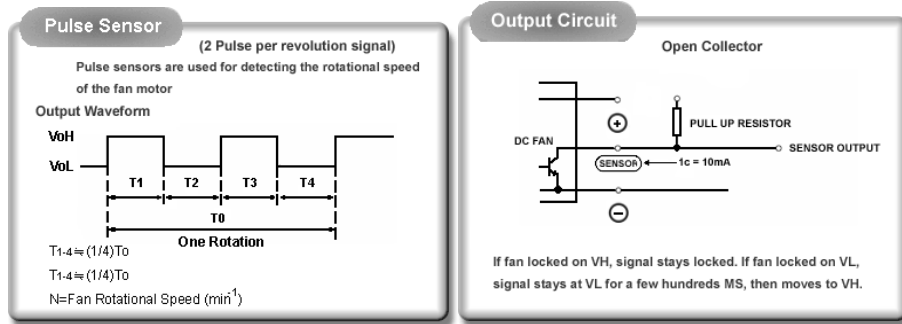 Pulse Sensor
(2 Pulse per revolution signal)
Pulse sensors are used for detecting the rotational speed
of the fan motor
Output Waveform
VoH
VoL
T1 T2 T3 T4
T0
One Rotation
T1-4≒(1/4)To
T1-4≒(1/4)To
N=Fan Rotational Speed (min-1)
Output Circuit
Open Collector
+
PULL UP RESISTOR
DC FAN
SENSOR OUTPUT
SENSOR
1c = 10mA
−
If fan locked on VH, signal stays locked. If fan locked on VL,
signal stays at VL for a few hundreds MS, then moves to VH.